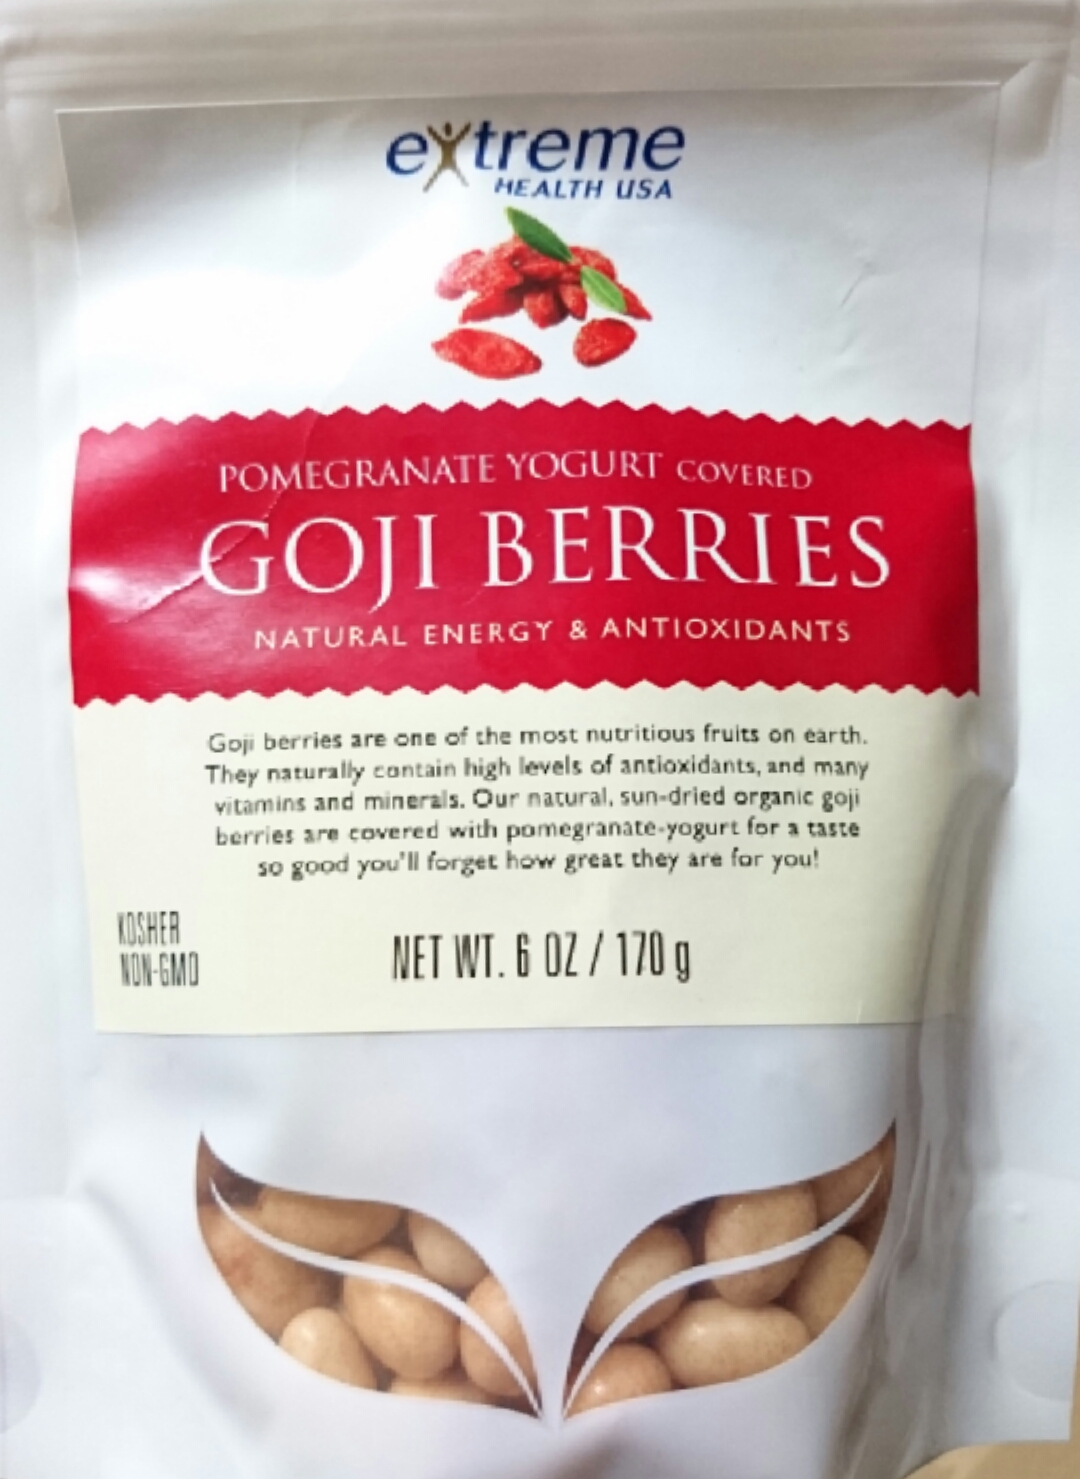 extreme
HEALTH USA
POMEGRANATE YOGURT COVERED
GOJI BERRIES
NATURAL ENERGY & ANTIOXIDANTS
Goji berries are one of the most nutritious fruits on earth.
They naturally contain high levels of antioxidants, and many
vitamins and minerals. Our natural, sun-dried organic goji
berries are covered with pomegranate-yogurt for a taste
so good you'll forget how great they are for you!
KOSHER
NON-GMO
NET WT. 6 OZ / 170 g